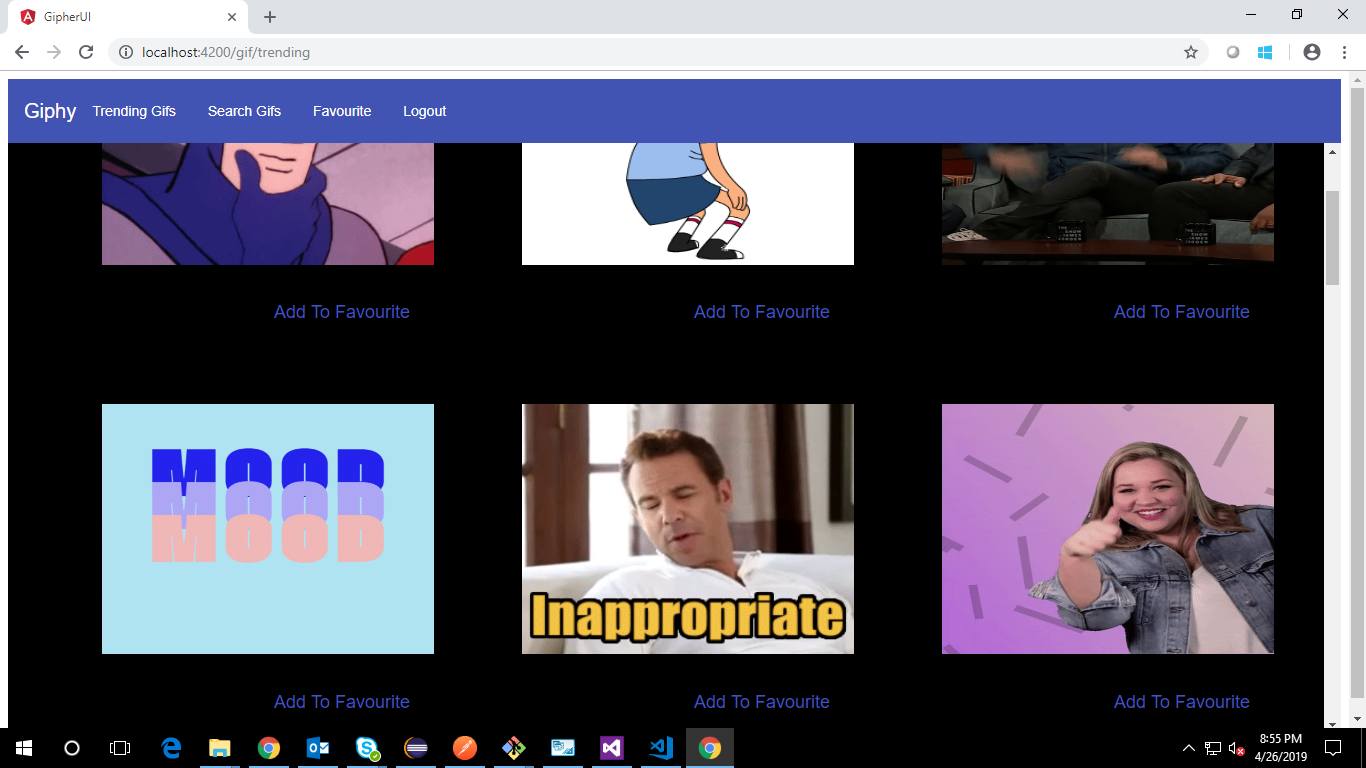 GipherUI
localhost:4200/gif/trending
Giphy Trending Gifs Search Gifs Favourite Logout
Add To Favourite Add To Favourite Add To Favourite
MOOD
MOOD
MOOD
Inappropriate
Add To Favourite Add To Favourite Add To Favourite
8:55 PM
4/26/2019